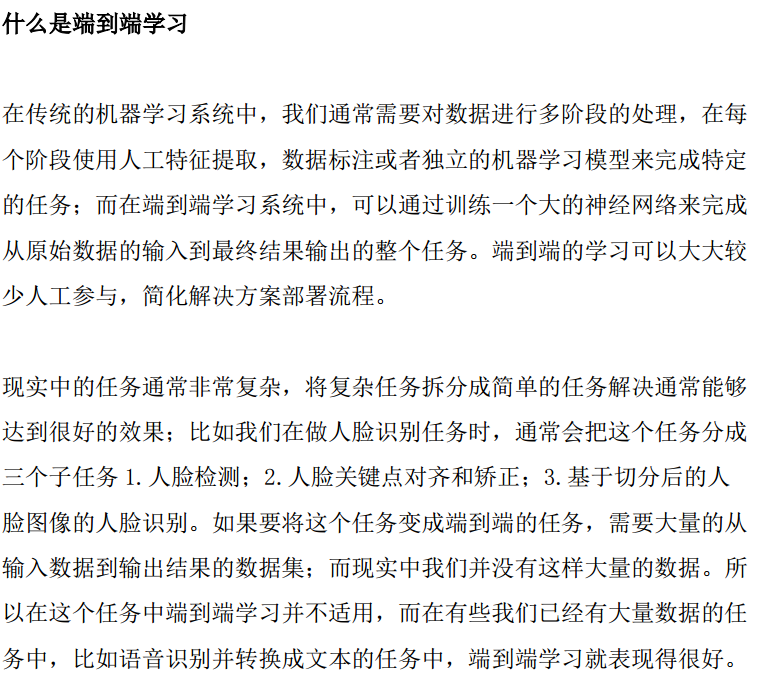 什么是端到端学习
在传统的机器学习系统中，我们通常需要对数据进行多阶段的处理，在每
个阶段使用人工特征提取，数据标注或者独立的机器学习模型来完成特定
的任务；而在端到端学习系统中，可以通过训练一个大的神经网络来完成
从原始数据的输入到最终结果输出的整个任务。端到端的学习可以大大较
少人工参与，简化解决方案部署流程。
现实中的任务通常非常复杂，将复杂任务拆分成简单的任务解决通常能够
达到很好的效果；比如我们在做人脸识别任务时，通常会把这个任务分成
三个子任务 1. 人脸检测；2. 人脸关键点对齐和矫正；3. 基于切分后的人
脸图像的人脸识别。如果要将这个任务变成端到端的任务，需要大量的从
输入数据到输出结果的数据集；而现实中我们并没有这样大量的数据。所
以在这个任务中端到端学习并不适用，而在有些我们已经有大量数据的任
务中，比如语音识别并转换成文本的任务中，端到端学习就表现得很好。